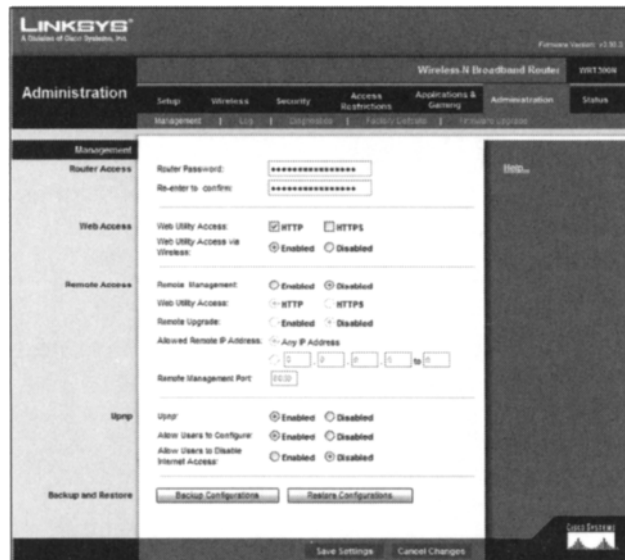 LINKSYS®
A Division of Cisco Systems, Inc.
Firmware Version:
Wireless-N Broadband Router
WRT300N
Administration
Setup
Wireless
Security
Access Restrictions
Applications & Gaming
Administration
Status
Management | Log | Diagnostics | Factory Defaults | Firmware Upgrade
Management
Router Access
Router Password:
Re-enter to confirm:
Help...
Web Access
Web Utility Access: HTTP HTTPS
Web Utility Access via Wireless: Enabled Disabled
Remote Access
Remote Management: Enabled Disabled
Web Utility Access: HTTP HTTPS
Remote Upgrade: Enabled Disabled
Allowed Remote IP Address: Any IP Address
to
Remote Management Port:
Upnp
Upnp: Enabled Disabled
Allow Users to Configure: Enabled Disabled
Allow Users to Disable Internet Access: Enabled Disabled
Backup and Restore
Backup Configurations
Restore Configurations
Save Settings
Cancel Changes
Cisco Systems